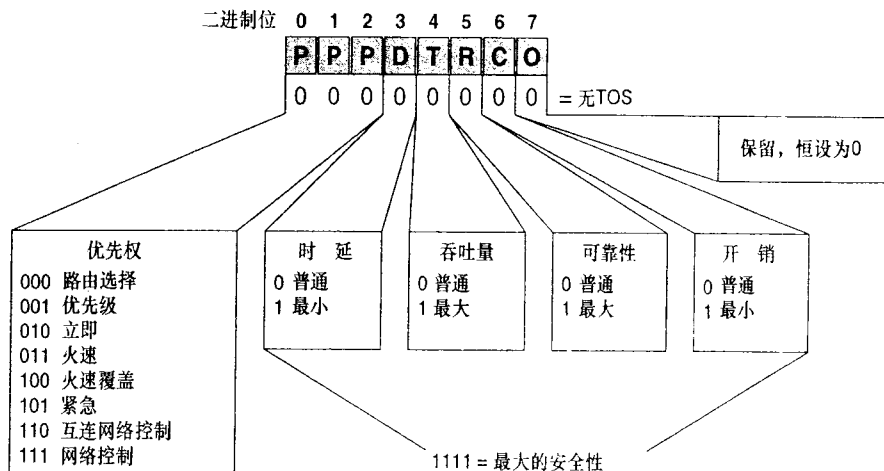 二进制位 0 1 2 3 4 5 6 7
P P P D T R C O
0 0 0 0 0 0 0 0 = 无TOS
保留，恒设为0
优先权
000 路由选择
001 优先级
010 立即
011 火速
100 火速覆盖
101 紧急
110 互连网络控制
111 网络控制
时 延
0 普通
1 最小
吞吐量
0 普通
1 最大
可靠性
0 普通
1 最大
开 销
0 普通
1 最小
1111 = 最大的安全性